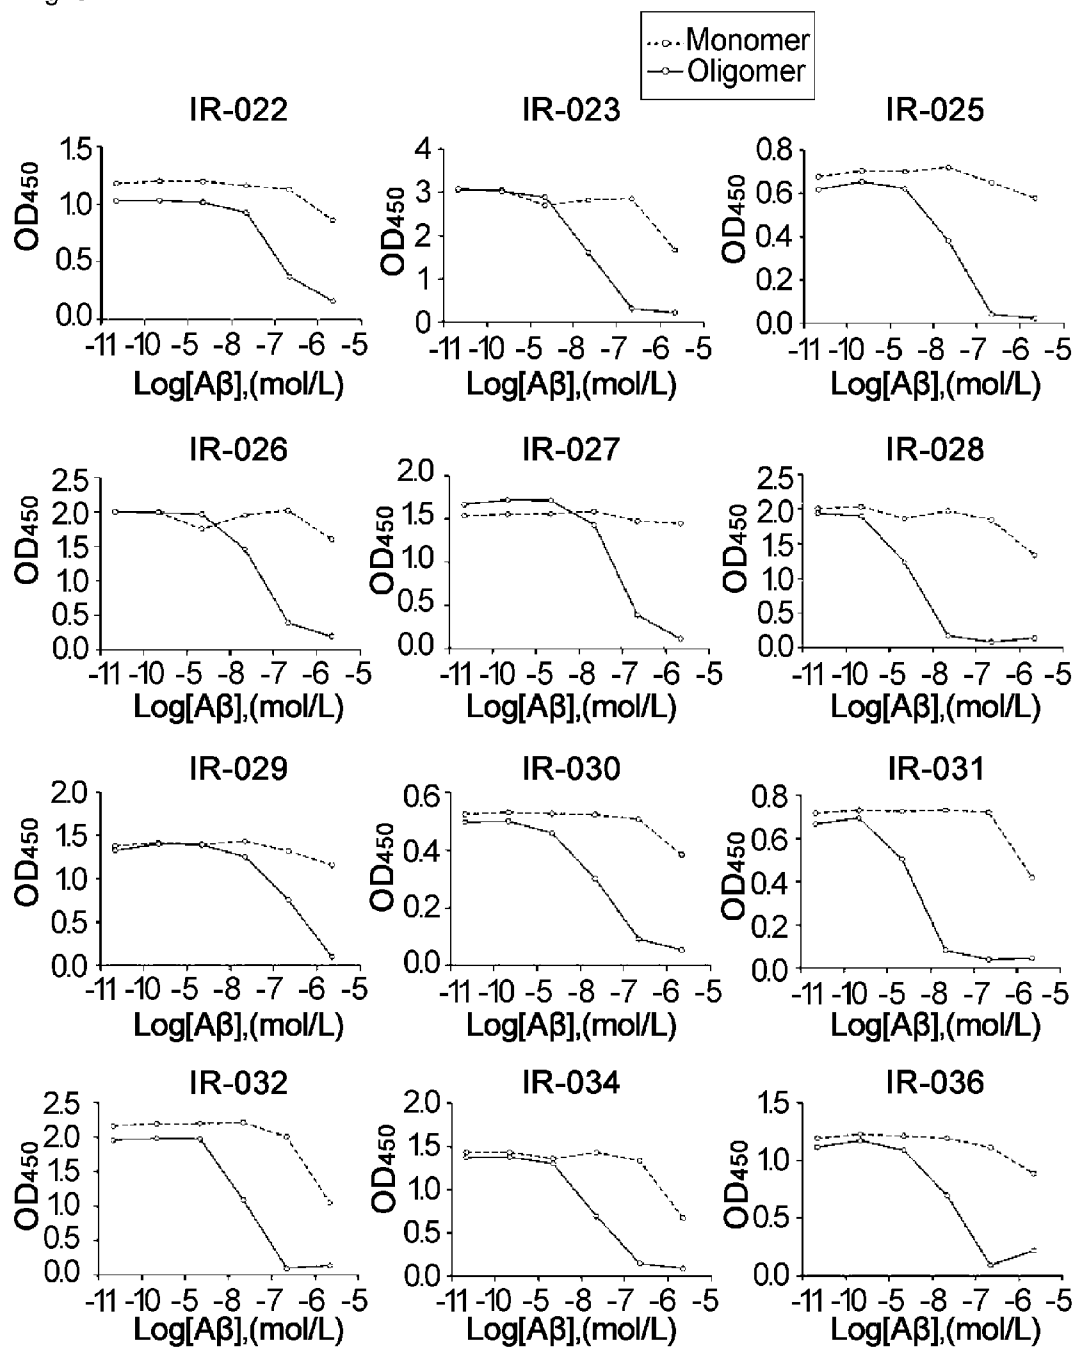 Monomer
Oligomer
IR-022
IR-023
IR-025
1.5
1.0
0.5
0.0
OD450
-11 -10 -5 -8 -7 -6 -5
Log[Aβ],(mol/L)
4
3
2
1
0
OD450
-11 -10 -5 -8 -7 -6 -5
Log[Aβ],(mol/L)
0.8
0.6
0.4
0.2
0.0
OD450
-11 -10 -5 -8 -7 -6 -5
Log[Aβ],(mol/L)
IR-026
IR-027
IR-028
2.5
2.0
1.5
1.0
0.5
0.0
OD450
-11 -10 -5 -8 -7 -6 -5
Log[Aβ],(mol/L)
2.0
1.5
1.0
0.5
0.0
OD450
-11 -10 -5 -8 -7 -6 -5
Log[Aβ],(mol/L)
2.5
2.0
1.5
1.0
0.5
0.0
OD450
-11 -10 -5 -8 -7 -6 -5
Log[Aβ],(mol/L)
IR-029
IR-030
IR-031
2.0
1.5
1.0
0.5
0.0
OD450
-11 -10 -5 -8 -7 -6 -5
Log[Aβ],(mol/L)
0.6
0.4
0.2
0.0
OD450
-11 -10 -5 -8 -7 -6 -5
Log[Aβ],(mol/L)
0.8
0.6
0.4
0.2
0.0
OD450
-11 -10 -5 -8 -7 -6 -5
Log[Aβ],(mol/L)
IR-032
IR-034
IR-036
2.5
2.0
1.5
1.0
0.5
0.0
OD450
-11 -10 -5 -8 -7 -6 -5
Log[Aβ],(mol/L)
2.0
1.5
1.0
0.5
0.0
OD450
-11 -10 -5 -8 -7 -6 -5
Log[Aβ],(mol/L)
1.5
1.0
0.5
0.0
OD450
-11 -10 -5 -8 -7 -6 -5
Log[Aβ],(mol/L)